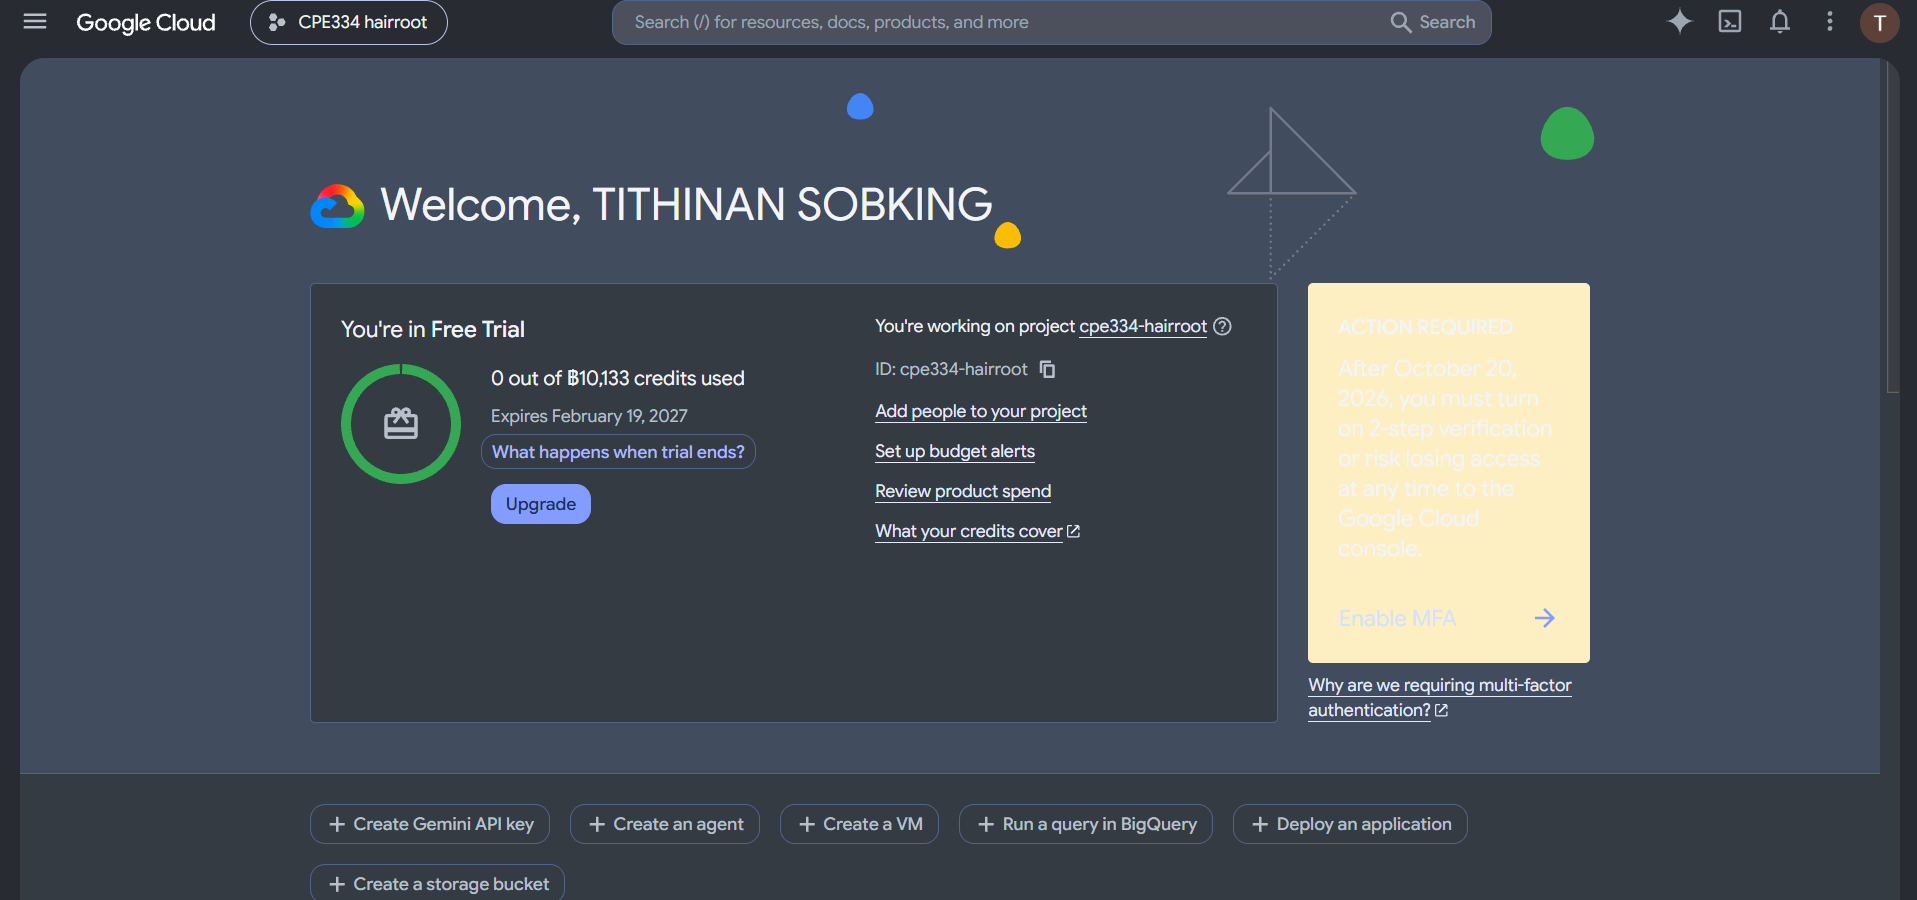 Google Cloud
CPE334 hairroot
Search (/) for resources, docs, products, and more
Search
T
Welcome, TITHINAN SOBKING
You're in Free Trial
0 out of ฿10,133 credits used
Expires February 19, 2027
What happens when trial ends?
Upgrade
You're working on project cpe334-hairroot
ID: cpe334-hairroot
Add people to your project
Set up budget alerts
Review product spend
What your credits cover
ACTION REQUIRED
After October 20,
2026, you must turn
on 2-step verification
or risk losing access
at any time to the
Google Cloud
console.
Enable MFA
Why are we requiring multi-factor
authentication?
Create Gemini API key
Create an agent
Create a VM
Run a query in BigQuery
Deploy an application
Create a storage bucket